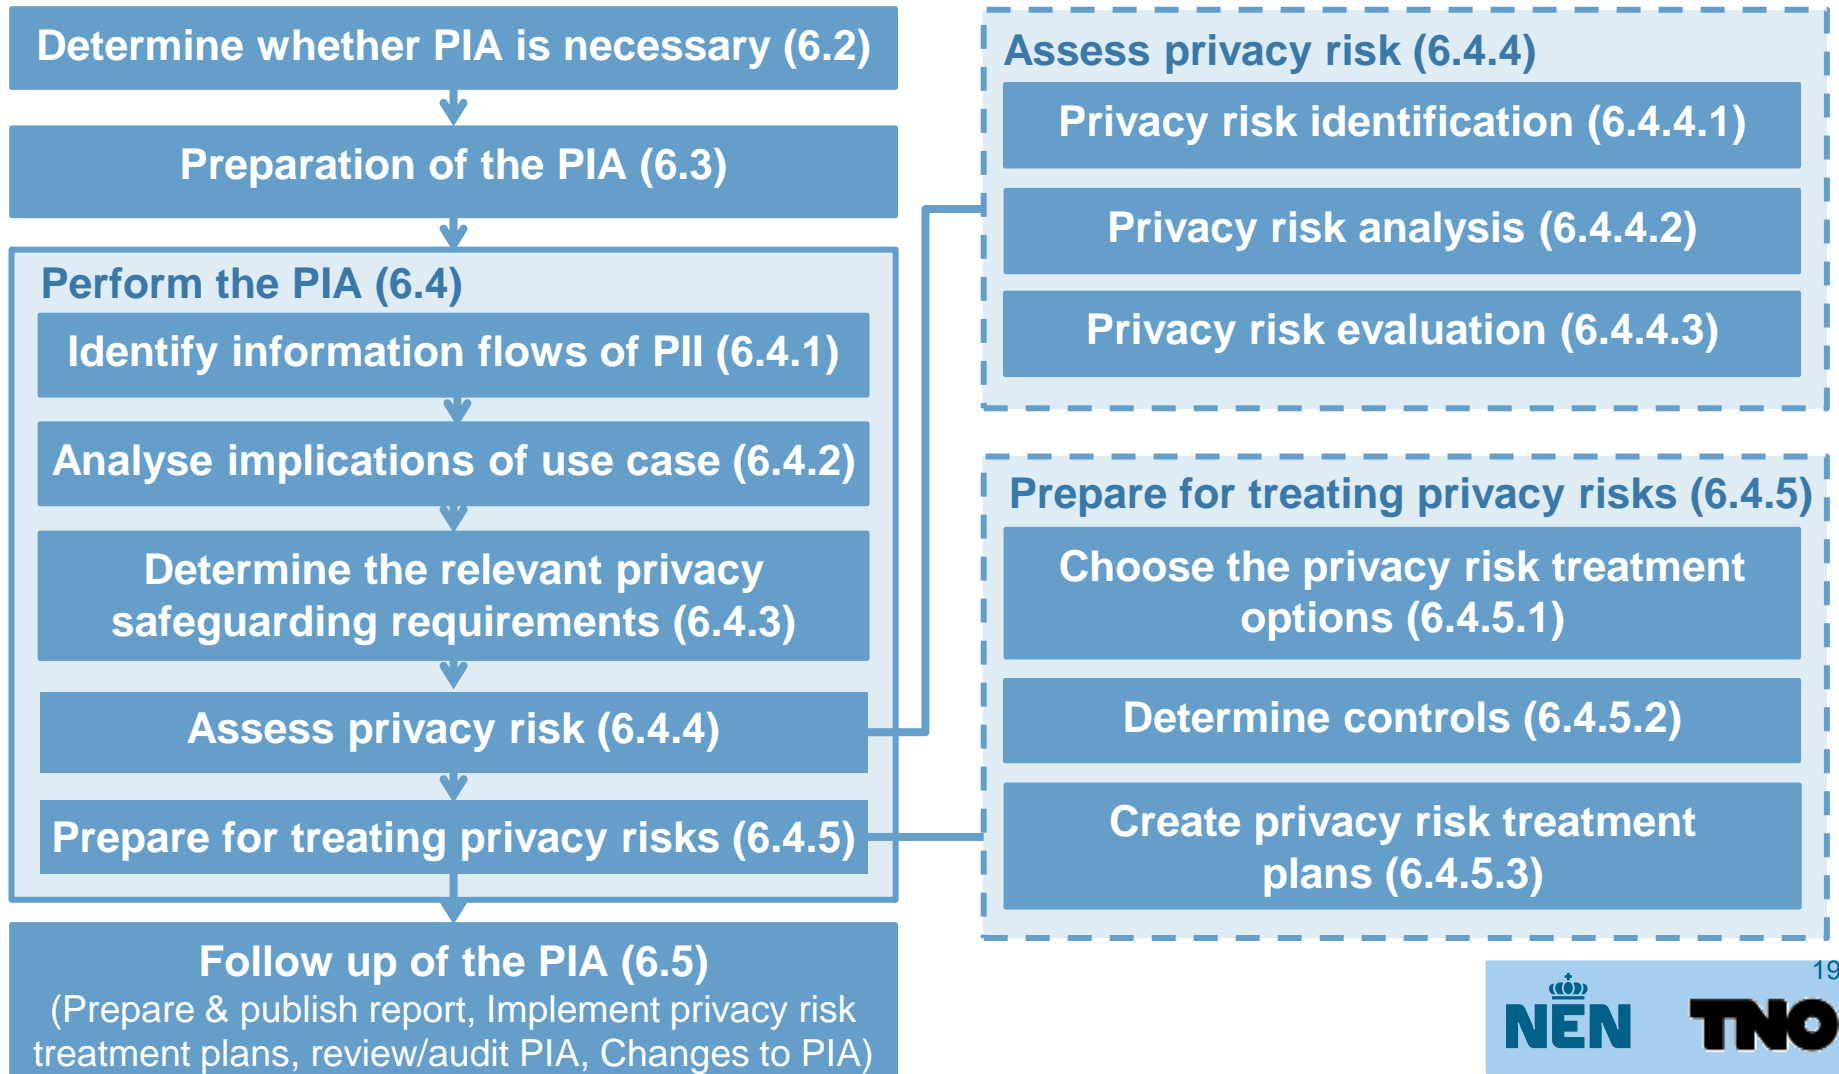 Determine whether PIA is necessary (6.2)
Preparation of the PIA (6.3)
Perform the PIA (6.4)
Identify information flows of PII (6.4.1)
Analyse implications of use case (6.4.2)
Determine the relevant privacy
safeguarding requirements (6.4.3)
Assess privacy risk (6.4.4)
Prepare for treating privacy risks (6.4.5)
Follow up of the PIA (6.5)
(Prepare & publish report, Implement privacy risk
treatment plans, review/audit PIA, Changes to PIA)
Assess privacy risk (6.4.4)
Privacy risk identification (6.4.4.1)
Privacy risk analysis (6.4.4.2)
Privacy risk evaluation (6.4.4.3)
Prepare for treating privacy risks (6.4.5)
Choose the privacy risk treatment
options (6.4.5.1)
Determine controls (6.4.5.2)
Create privacy risk treatment
plans (6.4.5.3)
19
NEN
TNO